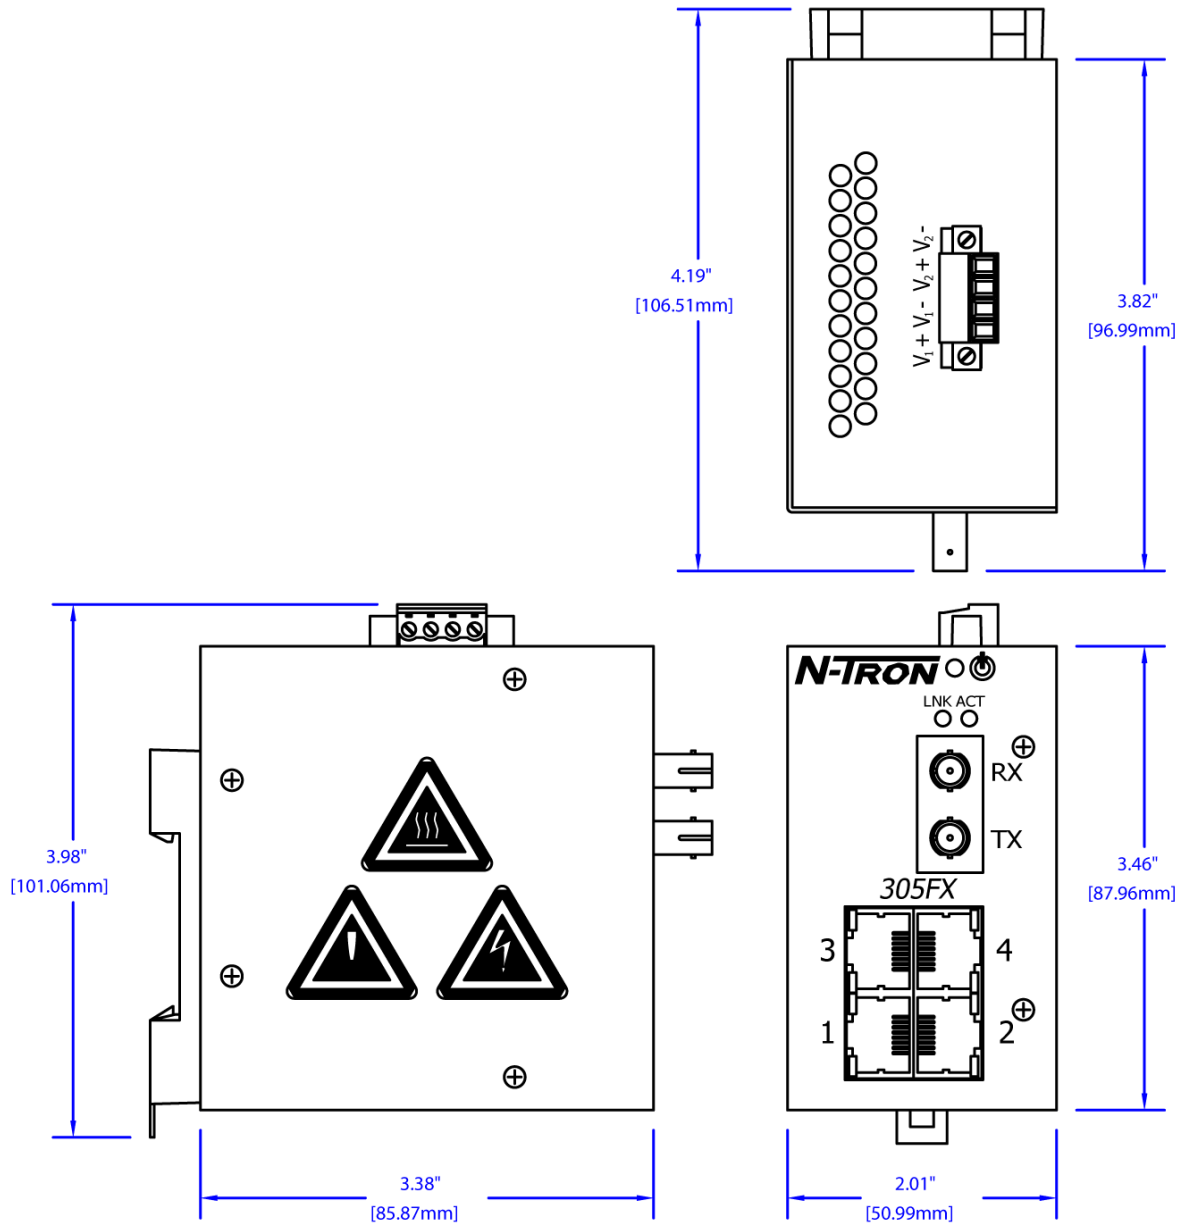 4.19"
[106.51mm]
3.82"
[96.99mm]
V₁ + V₁ - V₂ + V₂ -
3.98"
[101.06mm]
3.38"
[85.87mm]
N-TRON
LNK ACT
RX
TX
305FX
3
4
1
2
3.46"
[87.96mm]
2.01"
[50.99mm]